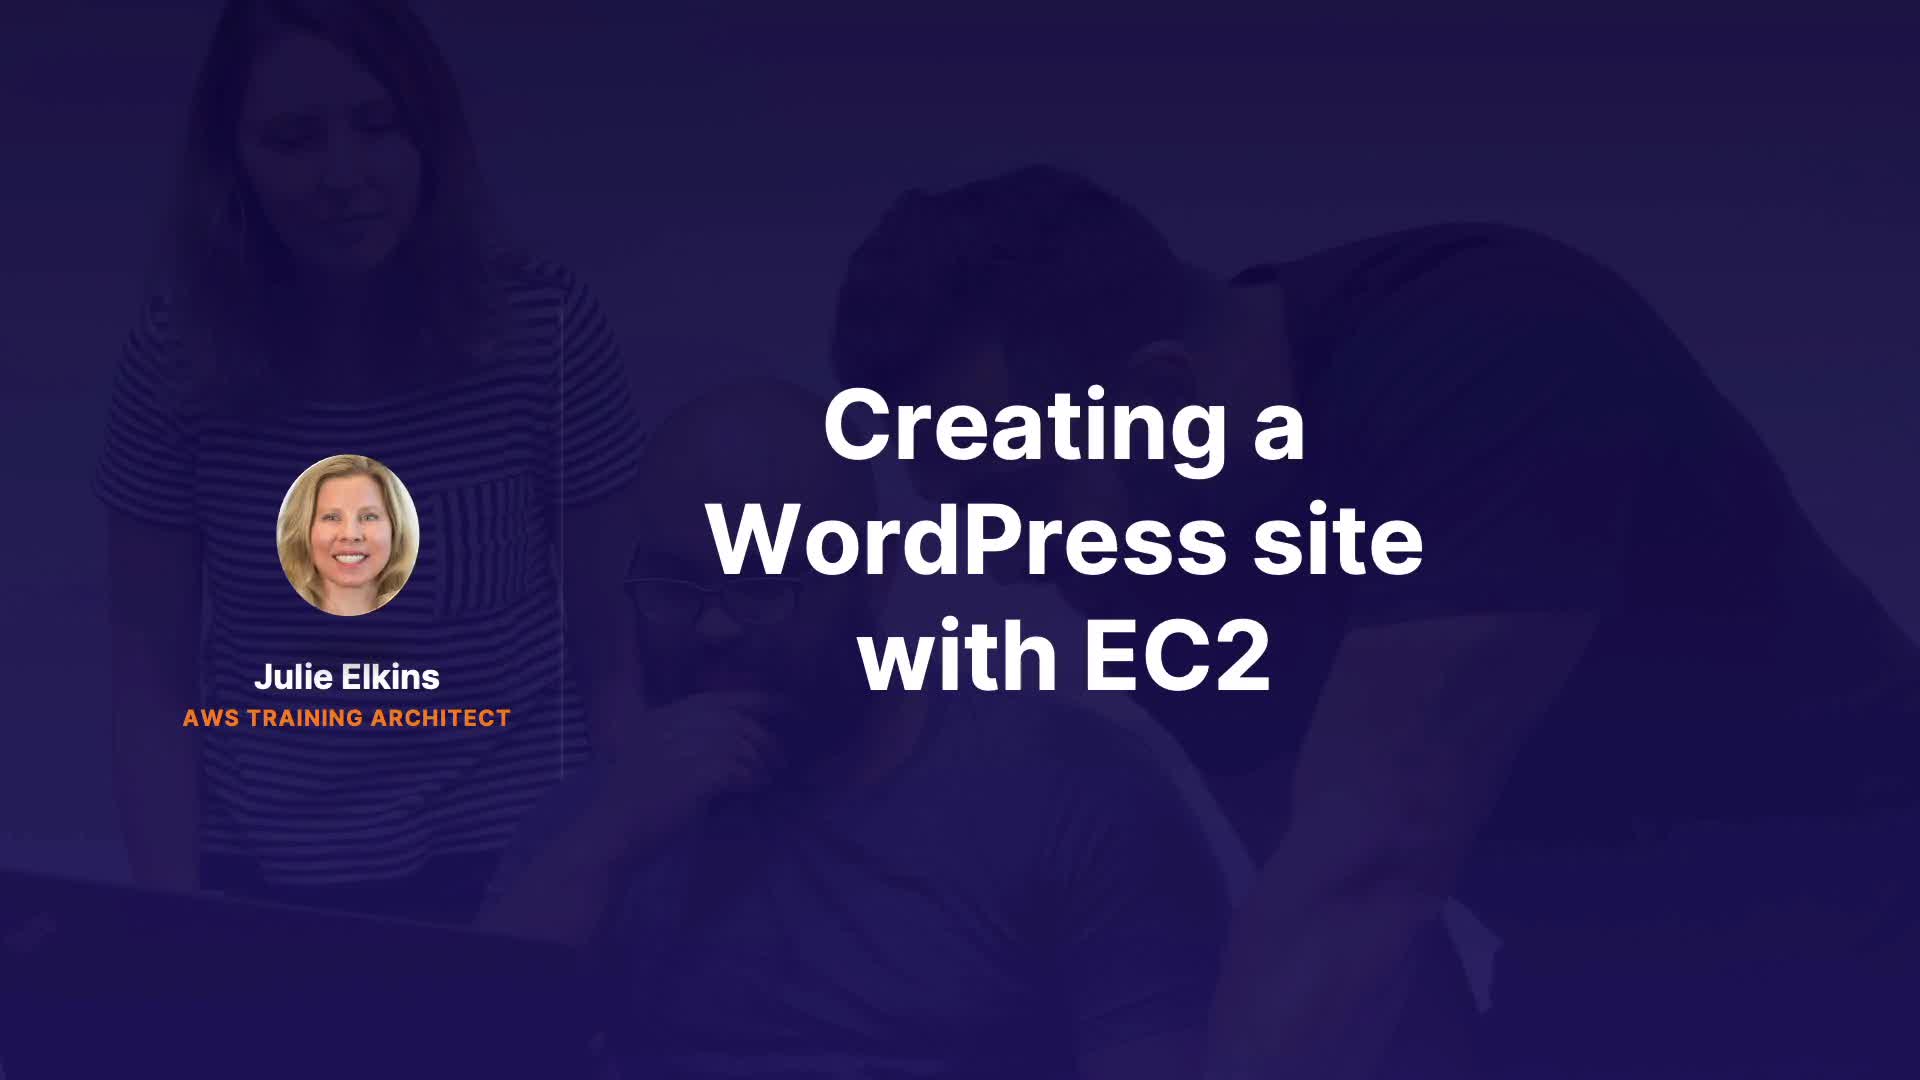 Creating a
WordPress site
with EC2
Julie Elkins
AWS TRAINING ARCHITECT